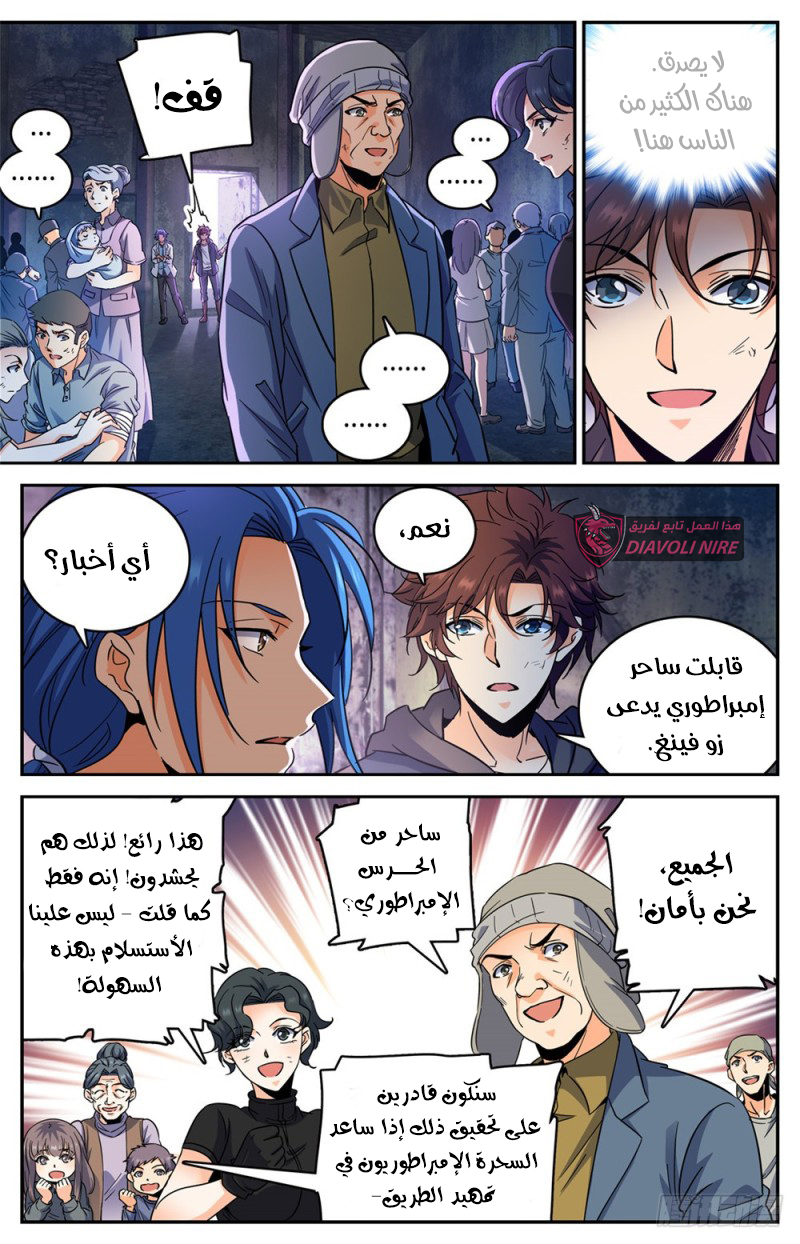 لا يصدق.
هناك الكثير من
الناس هنا!
قف!
...
......
...
......
......
......
نعم،
أي أخبار؟
هذا العمل تابع لفريق
DIAVOLI NIRE
قابلت ساحر
إمبراطوري يدعى
زو فينغ.
الجميع،
نحن بأمان!
ساحر من
الحـــرس
الإمبراطوري؟
هذا رائع! لذلك هم
يحشدون! إنه فقط
كما قلت - ليس علينا
الأستسلام بهذه
السهولة!
سنكون قادرين
على تحقيق ذلك إذا ساعد
السحرة الإمبراطوريون في
تمهيد الطريق-